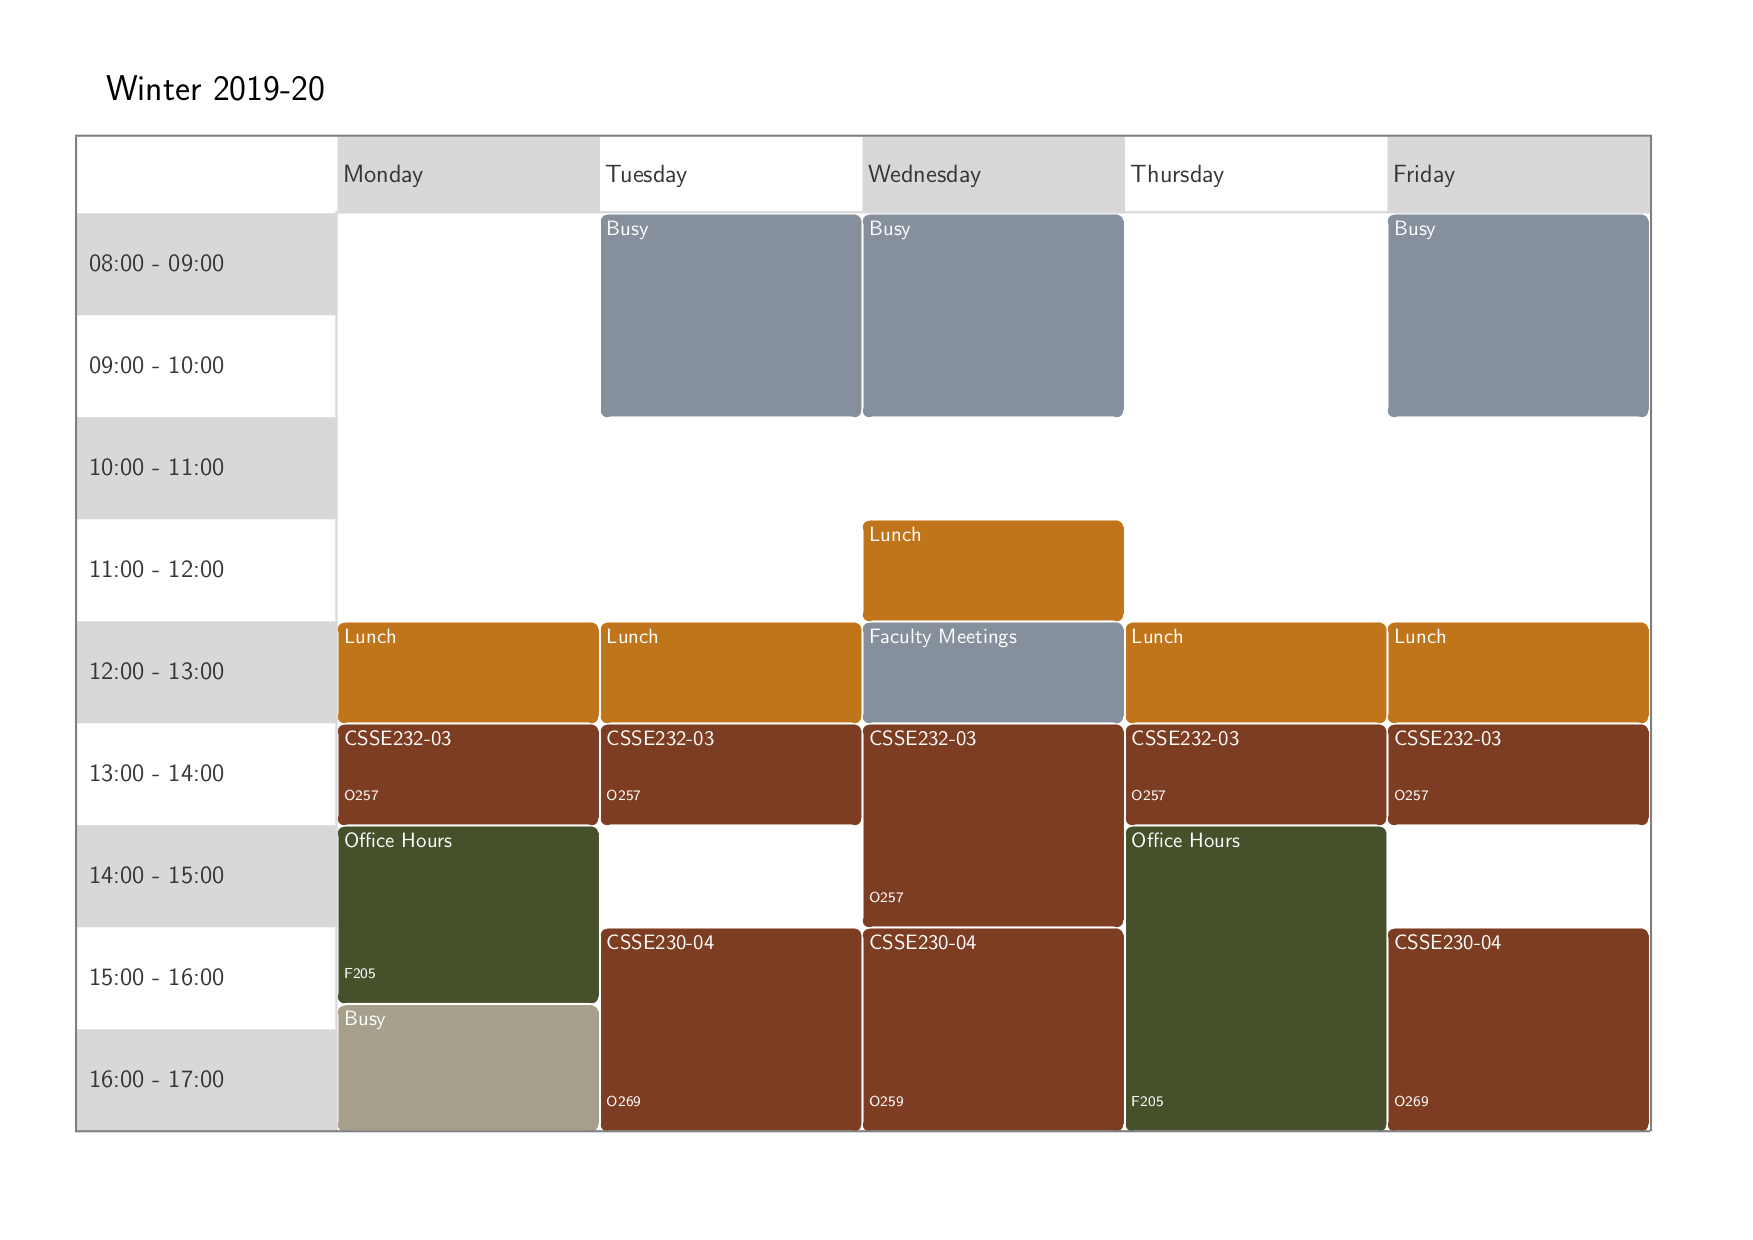 Winter 2019-20
Monday
Tuesday
Wednesday
Thursday
Friday
08:00 - 09:00
Busy
Busy
Busy
09:00 - 10:00
10:00 - 11:00
11:00 - 12:00
Lunch
12:00 - 13:00
Lunch
Lunch
Faculty Meetings
Lunch
Lunch
13:00 - 14:00
CSSE232-03
O257
CSSE232-03
O257
CSSE232-03
O257
CSSE232-03
O257
CSSE232-03
O257
14:00 - 15:00
Office Hours
F205
Office Hours
F205
15:00 - 16:00
CSSE230-04
O269
CSSE230-04
O259
CSSE230-04
O269
Busy
16:00 - 17:00